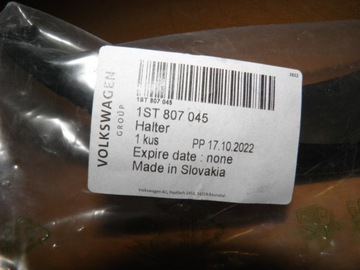 VOLKSWAGEN
GROUP
1ST 807 045
1ST 807 045
Halter
1 kus PP 17.10.2022
Expire date : none
Made in Slovakia